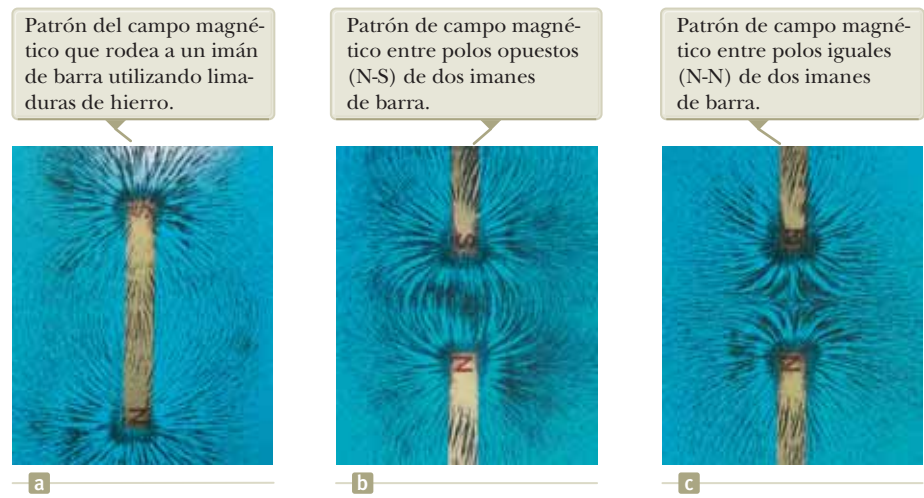 Patrón del campo magné-
tico que rodea a un imán
de barra utilizando lima-
duras de hierro.
Patrón de campo magné-
tico entre polos opuestos
(N-S) de dos imanes
de barra.
Patrón de campo magné-
tico entre polos iguales
(N-N) de dos imanes
de barra.
N
S
N
N
a
b
c